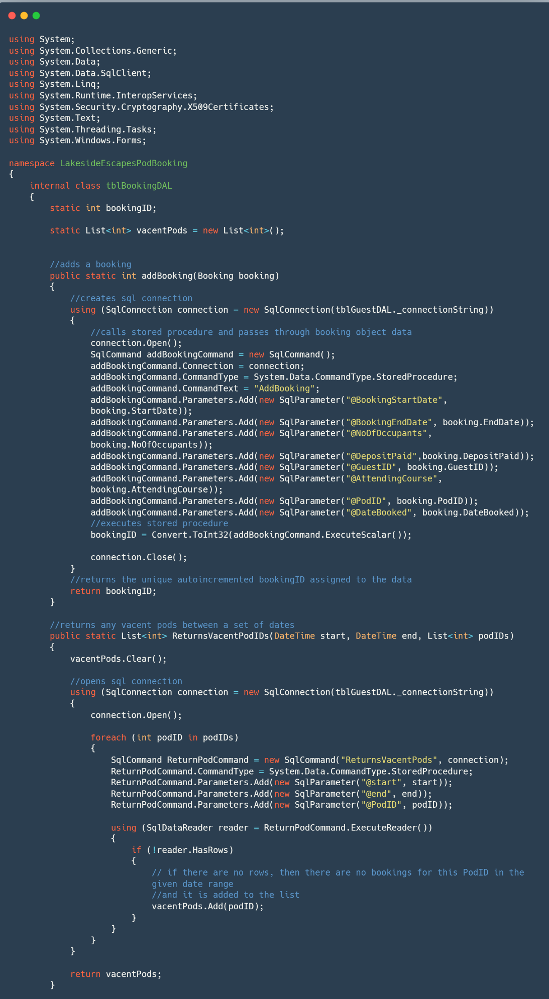 using System;
using System.Collections.Generic;
using System.Data;
using System.Data.SqlClient;
using System.Linq;
using System.Runtime.InteropServices;
using System.Security.Cryptography.X509Certificates;
using System.Text;
using System.Threading.Tasks;
using System.Windows.Forms;
namespace LakesideEscapesPodBooking
{
internal class tblBookingDAL
{
static int bookingID;
static List<int> vacentPods = new List<int>();
//adds a booking
public static int addBooking(Booking booking)
{
//creates sql connection
using (SqlConnection connection = new SqlConnection(tblGuestDAL._connectionString))
{
//calls stored procedure and passes through booking object data
connection.Open();
SqlCommand addBookingCommand = new SqlCommand();
addBookingCommand.Connection = connection;
addBookingCommand.CommandType = System.Data.CommandType.StoredProcedure;
addBookingCommand.CommandText = "AddBooking";
addBookingCommand.Parameters.Add(new SqlParameter("@BookingStartDate",
booking.StartDate));
addBookingCommand.Parameters.Add(new SqlParameter("@BookingEndDate", booking.EndDate));
addBookingCommand.Parameters.Add(new SqlParameter("@NoOfOccupants",
booking.NoOfOccupants));
addBookingCommand.Parameters.Add(new SqlParameter("@DepositPaid",booking.DepositPaid));
addBookingCommand.Parameters.Add(new SqlParameter("@GuestID", booking.GuestID));
addBookingCommand.Parameters.Add(new SqlParameter("@AttendingCourse",
booking.AttendingCourse));
addBookingCommand.Parameters.Add(new SqlParameter("@PodID", booking.PodID));
addBookingCommand.Parameters.Add(new SqlParameter("@DateBooked", booking.DateBooked));
//executes stored procedure
bookingID = Convert.ToInt32(addBookingCommand.ExecuteScalar());
connection.Close();
}
//returns the unique autoincremented bookingID assigned to the data
return bookingID;
}
//returns any vacent pods between a set of dates
public static List<int> ReturnsVacentPodIDs(DateTime start, DateTime end, List<int> podIDs)
{
vacentPods.Clear();
//opens sql connection
using (SqlConnection connection = new SqlConnection(tblGuestDAL._connectionString))
{
connection.Open();
foreach (int podID in podIDs)
{
SqlCommand ReturnPodCommand = new SqlCommand("ReturnsVacentPods", connection);
ReturnPodCommand.CommandType = System.Data.CommandType.StoredProcedure;
ReturnPodCommand.Parameters.Add(new SqlParameter("@start", start));
ReturnPodCommand.Parameters.Add(new SqlParameter("@end", end));
ReturnPodCommand.Parameters.Add(new SqlParameter("@PodID", podID));
using (SqlDataReader reader = ReturnPodCommand.ExecuteReader())
{
if (!reader.HasRows)
{
// if there are no rows, then there are no bookings for this PodID in the
given date range
//and it is added to the list
vacentPods.Add(podID);
}
}
}
}
return vacentPods;
}